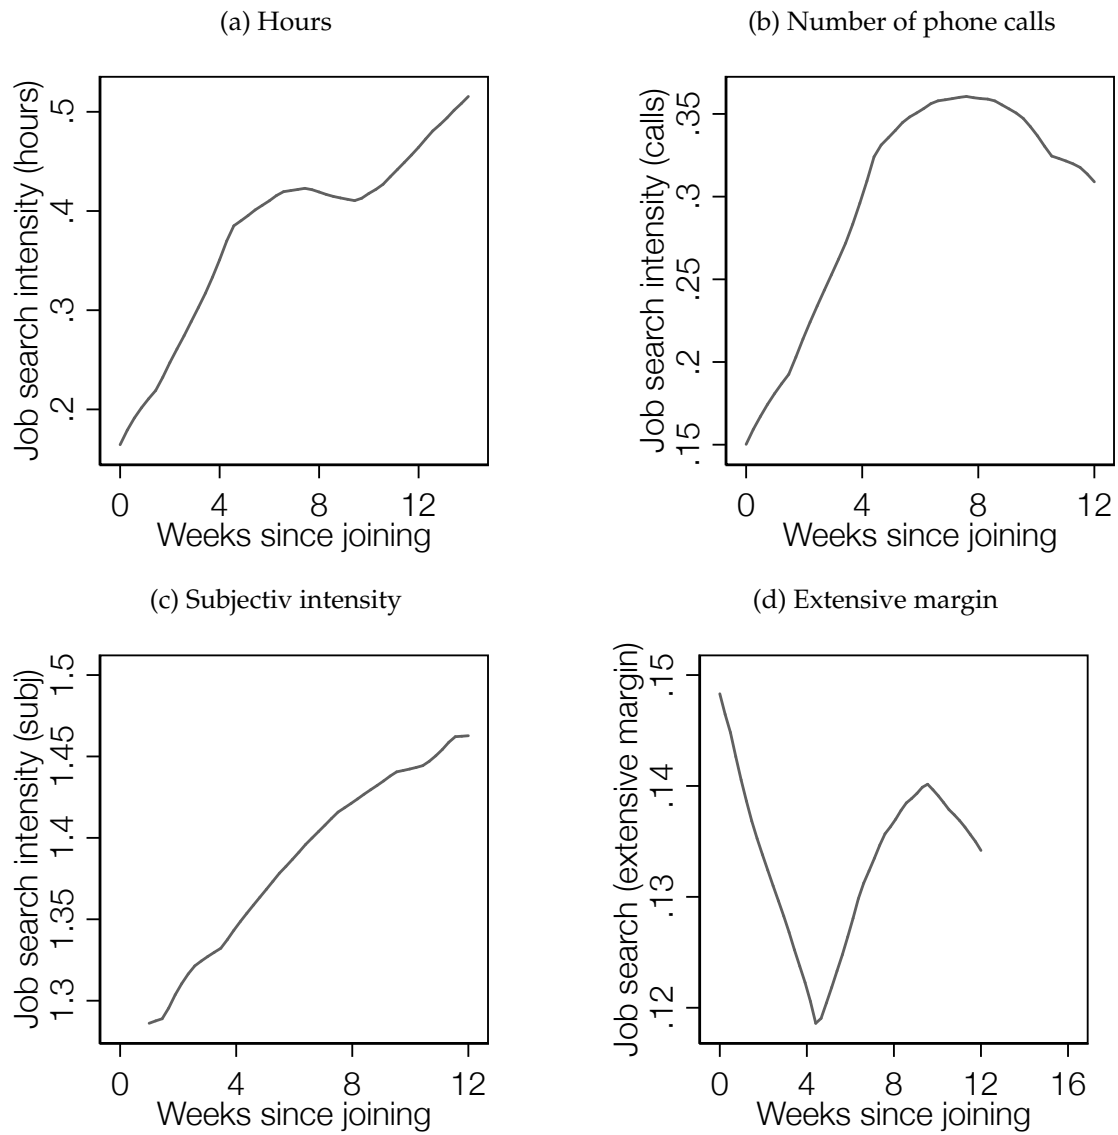 (a) Hours
Job search intensity (hours)
.5
.4
.3
.2
0 4 8 12
Weeks since joining
(b) Number of phone calls
Job search intensity (calls)
.35
.3
.25
.2
.15
0 4 8 12
Weeks since joining
(c) Subjectiv intensity
Job search intensity (subj)
1.5
1.45
1.4
1.35
1.3
0 4 8 12
Weeks since joining
(d) Extensive margin
Job search (extensive margin)
.15
.14
.13
.12
0 4 8 12 16
Weeks since joining